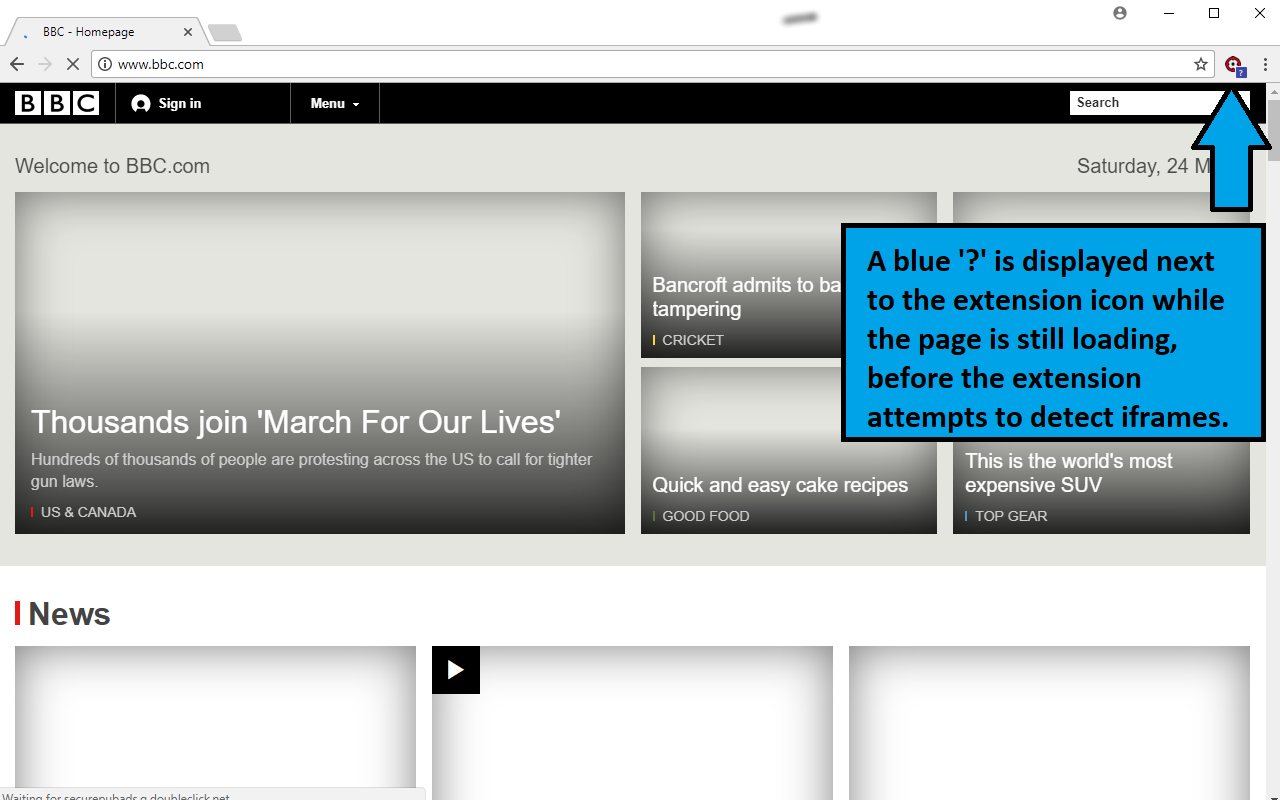 BBC - Homepage
www.bbc.com
?
BBC
Sign in
Menu
Search
Welcome to BBC.com
Saturday, 24 M
Thousands join 'March For Our Lives'
Hundreds of thousands of people are protesting across the US to call for tighter
gun laws.
US & CANADA
Bancroft admits to ba
tampering
CRICKET
Quick and easy cake recipes
GOOD FOOD
A blue '?' is displayed next
to the extension icon while
the page is still loading,
before the extension
attempts to detect iframes.
This is the world's most
expensive SUV
TOP GEAR
News
Waiting for securepubads.g.doubleclick.net